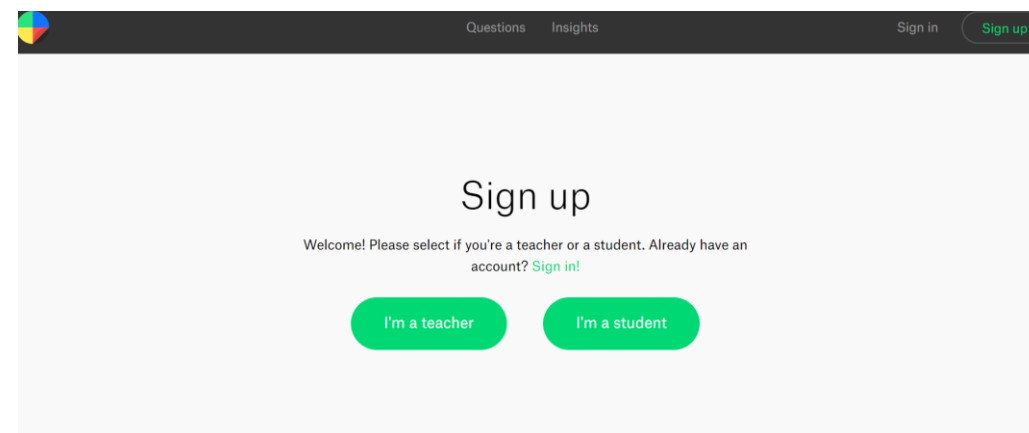 Questions Insights Sign in Sign up
Sign up
Welcome! Please select if you're a teacher or a student. Already have an
account? Sign in!
I'm a teacher I'm a student